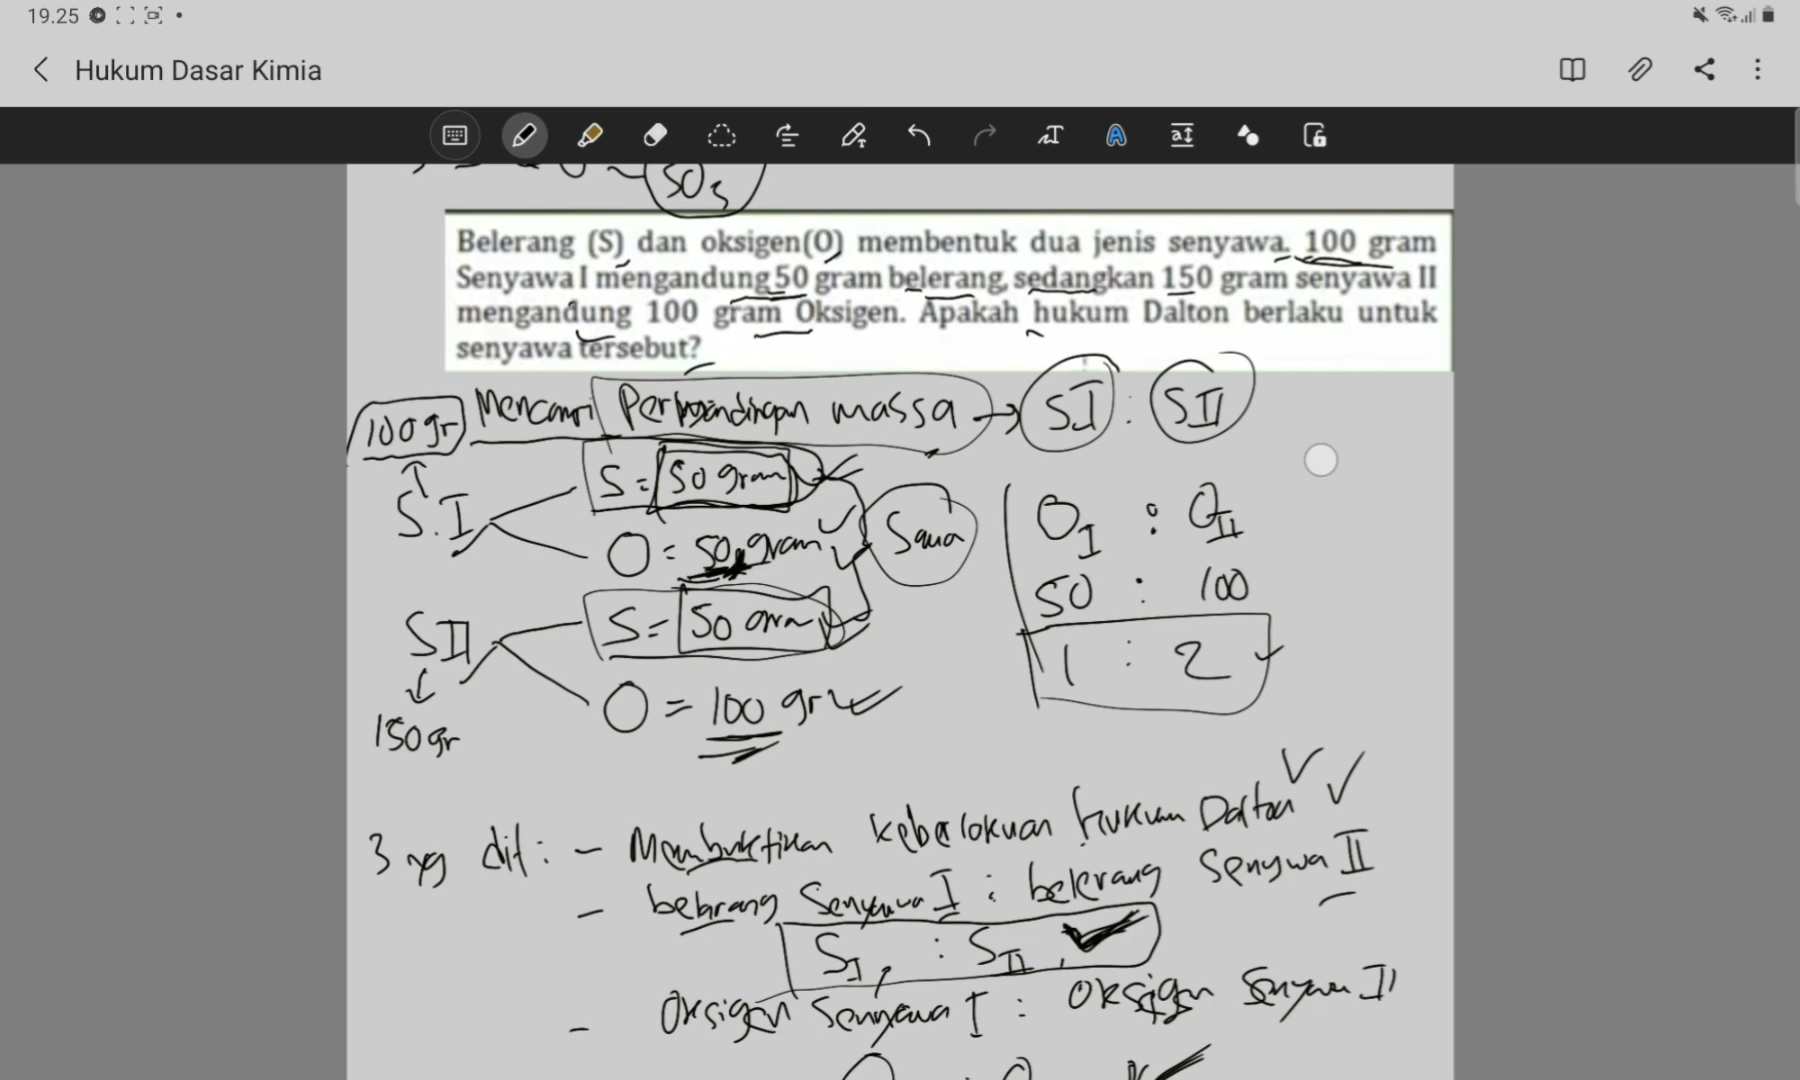 19.25
Hukum Dasar Kimia
SO3
Belerang (S) dan oksigen(O) membentuk dua jenis senyawa. 100 gram
Senyawa I mengandung 50 gram belerang, sedangkan 150 gram senyawa II
mengandung 100 gram Oksigen. Apakah hukum Dalton berlaku untuk
senyawa tersebut?
100gr Mencari Perbandingan massa → SI : SII
S.I
S = 50 gram
O = 50 gram
Sama
SII
S = 50 gram
O = 100 gr
150 gr
OI : OII
50 : 100
1 : 2
3 yg dit : - Membuktikan keberlakuan hukum Dalton
- belerang Senyawa I : belerang Senywa II
SI : SII
- Oksigen Senyawa I : Oksigen Senyawa II